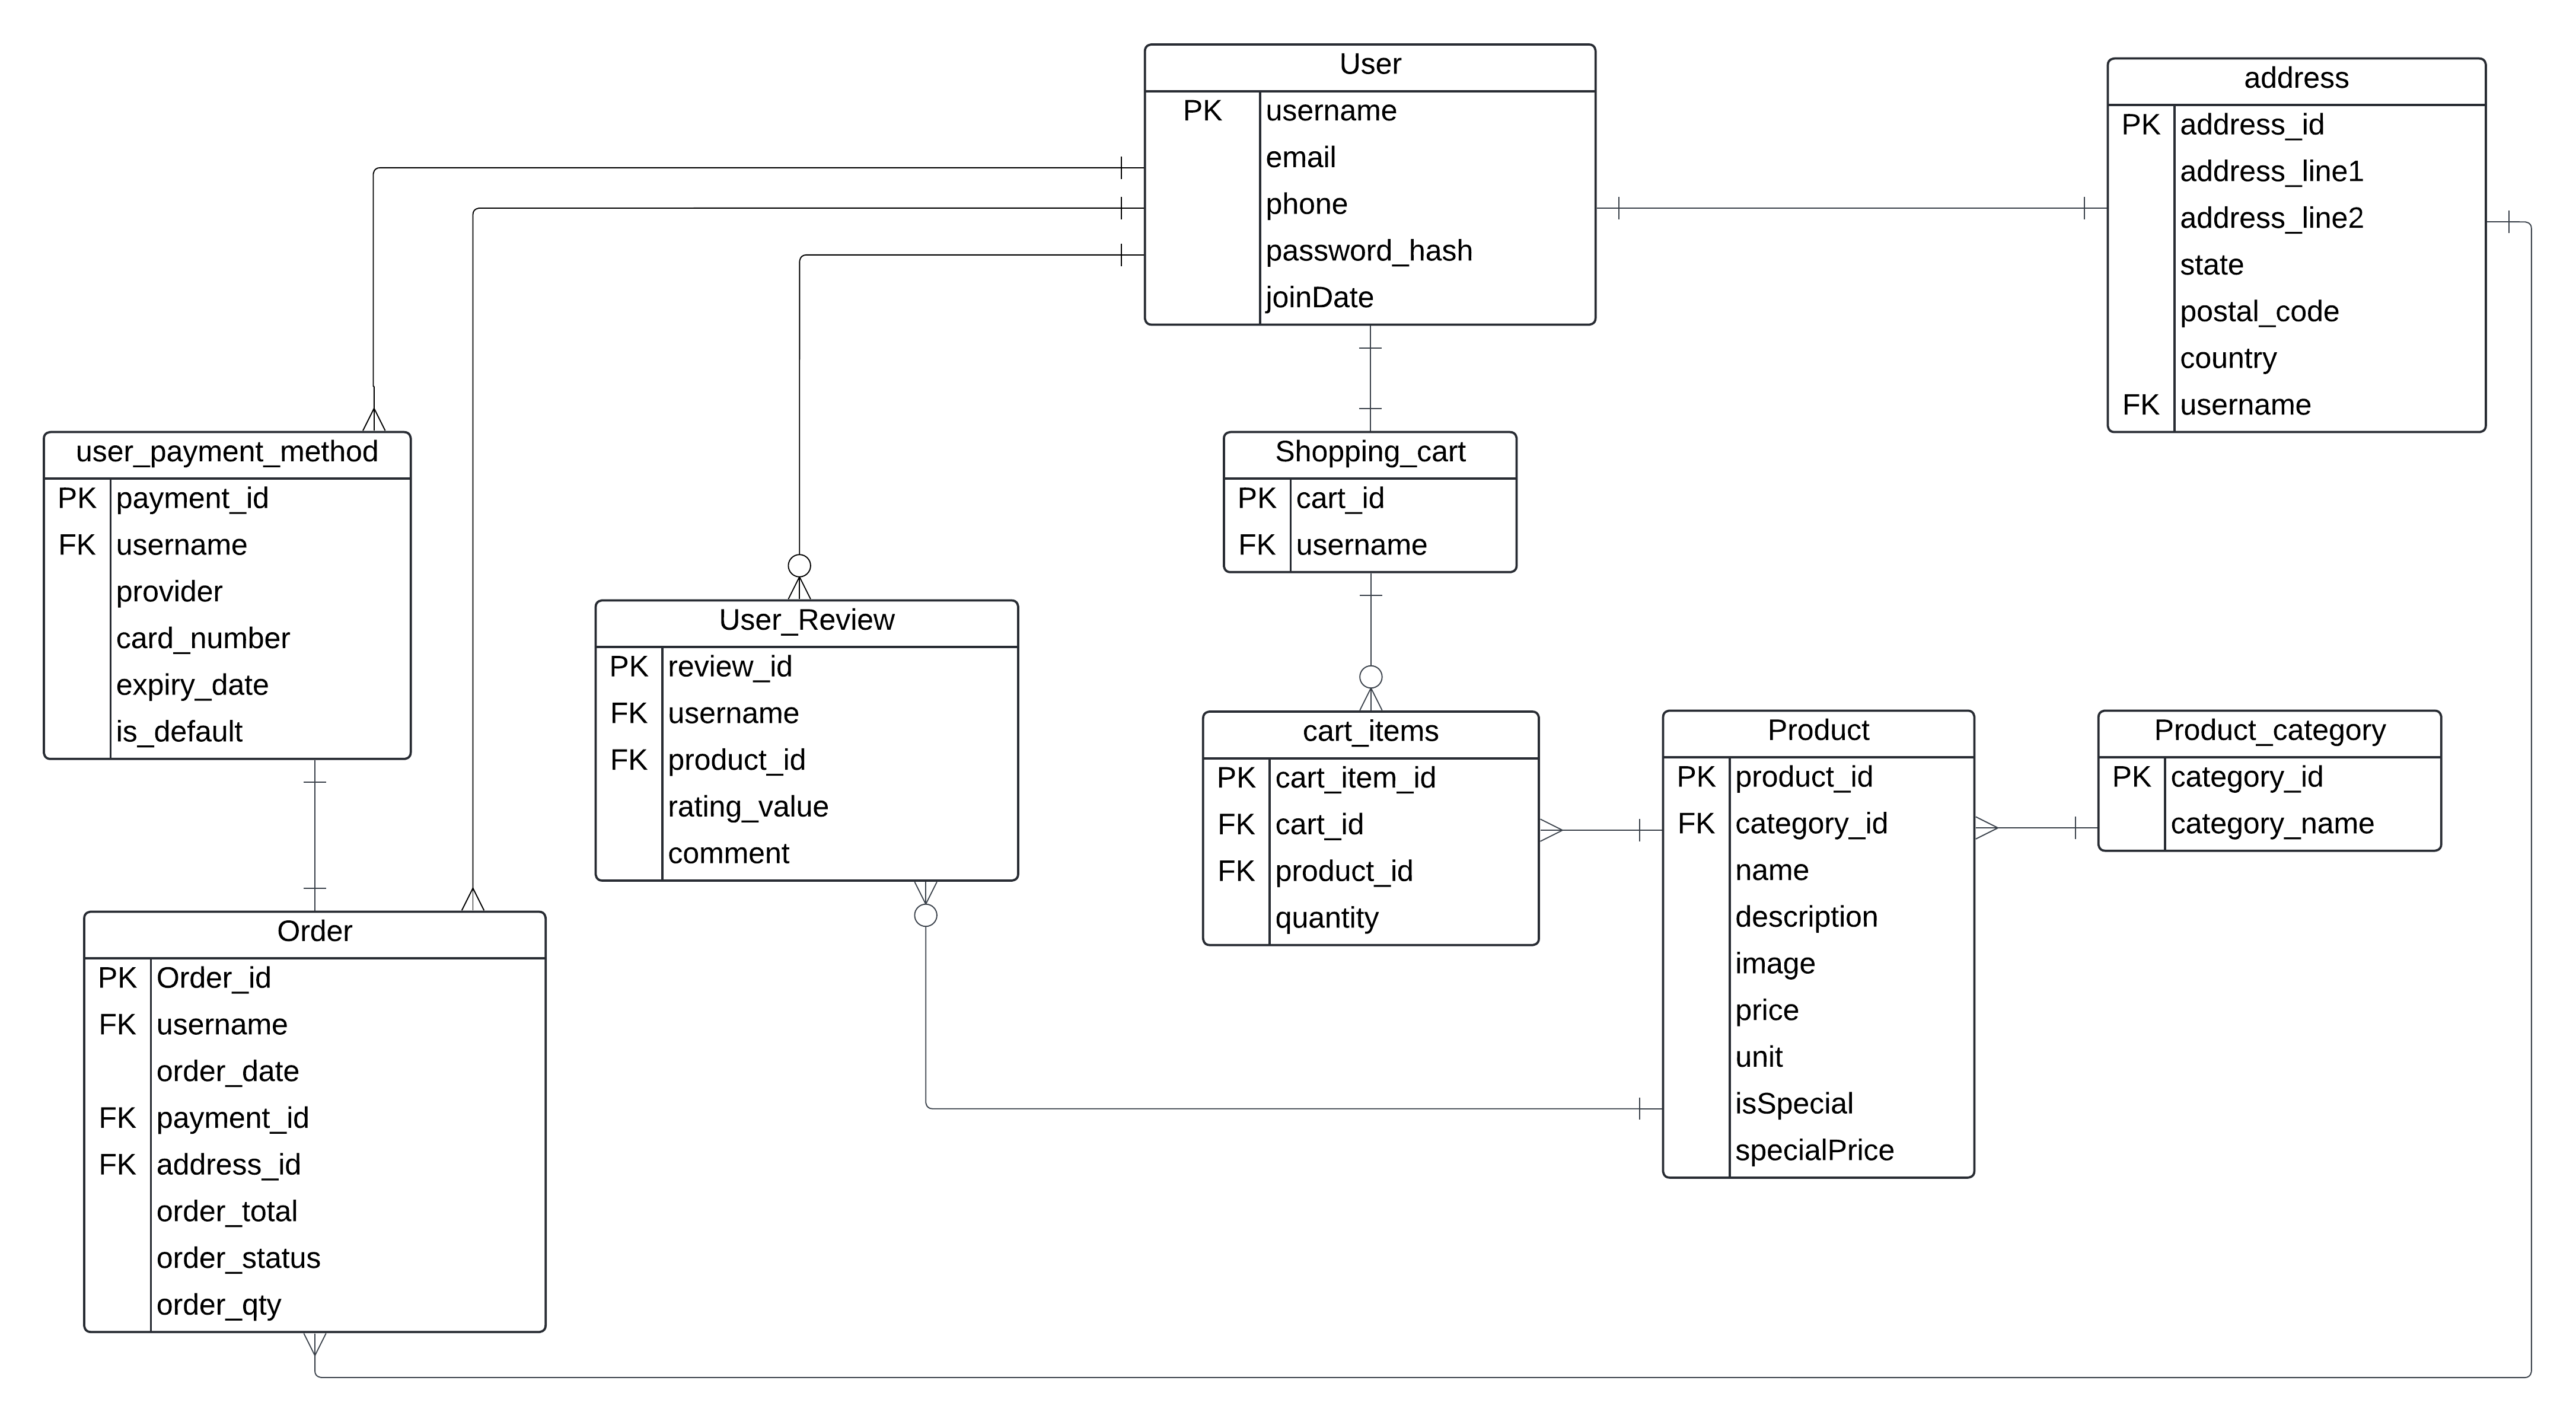 User
PK username
email
phone
password_hash
joinDate
address
PK address_id
address_line1
address_line2
state
postal_code
country
FK username
user_payment_method
PK payment_id
FK username
provider
card_number
expiry_date
is_default
Shopping_cart
PK cart_id
FK username
User_Review
PK review_id
FK username
FK product_id
rating_value
comment
cart_items
PK cart_item_id
FK cart_id
FK product_id
quantity
Product
PK product_id
FK category_id
name
description
image
price
unit
isSpecial
specialPrice
Product_category
PK category_id
category_name
Order
PK Order_id
FK username
order_date
FK payment_id
FK address_id
order_total
order_status
order_qty